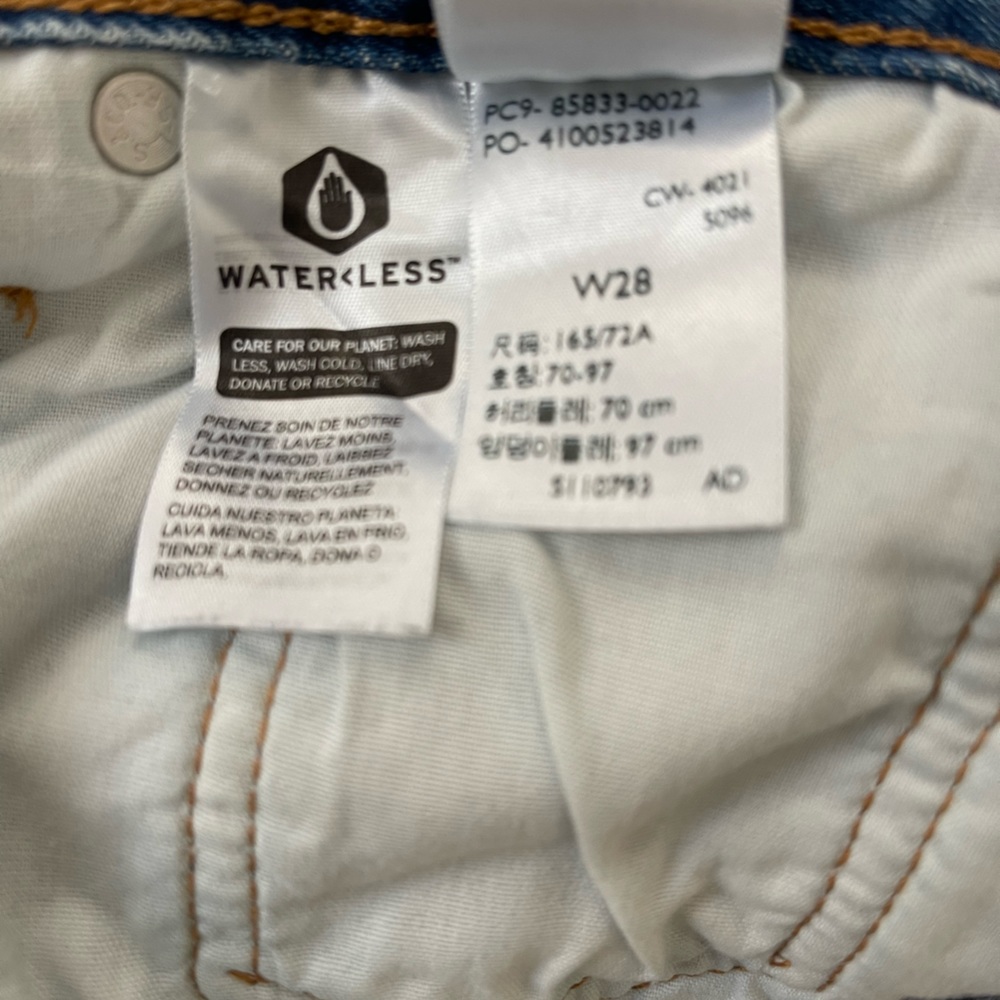 WATER<LESS™
CARE FOR OUR PLANET: WASH
LESS, WASH COLD, LINE DRY,
DONATE OR RECYCLE
PRENEZ SOIN DE NOTRE
PLANETE: LAVEZ MOINS,
LAVEZ A FROID, LAISSEZ
SECHER NATURELLEMENT,
DONNEZ OU RECYCLEZ
CUIDA NUESTRO PLANETA:
LAVA MENOS, LAVA EN FRIO,
TIENDE LA ROPA, DONA O
RECICLA.
PC9- 85833-0022
PO- 4100523814
CW- 4021
5096
W28
尺码: 165/72A
호칭: 70-97
허리둘레: 70 cm
엉덩이둘레: 97 cm
5110793 AD